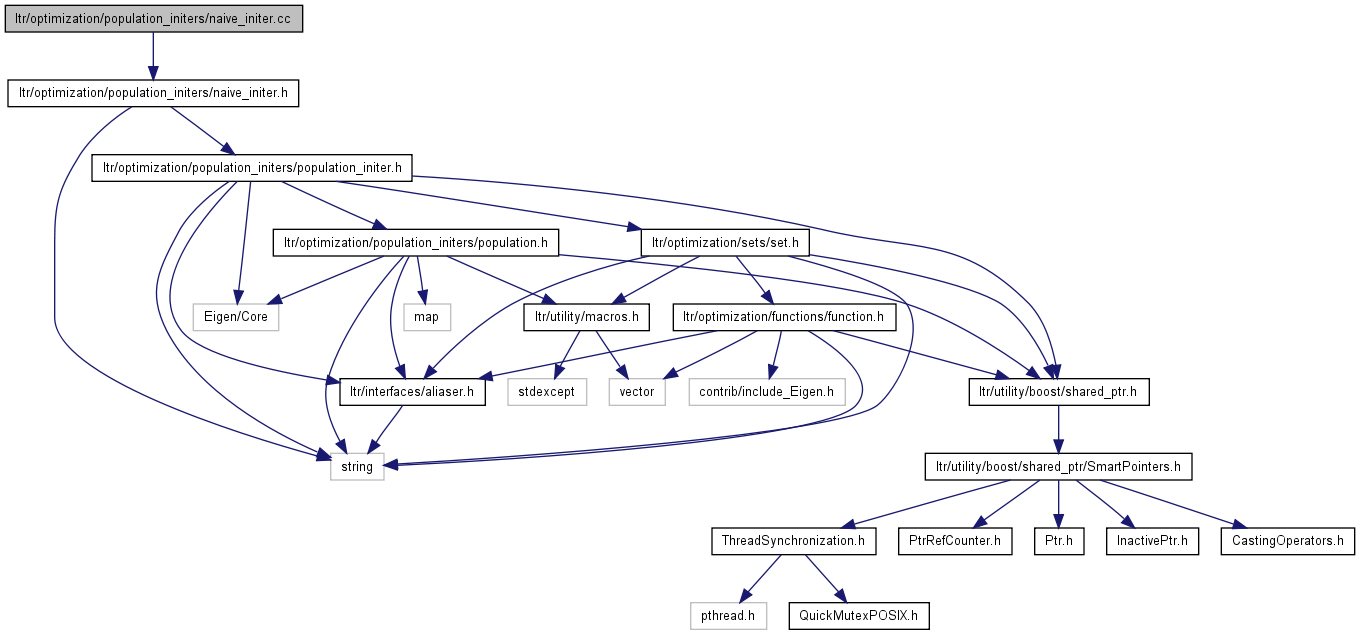 ltr/optimization/population_initers/naive_initer.cc
ltr/optimization/population_initers/naive_initer.h
ltr/optimization/population_initers/population_initer.h
ltr/optimization/population_initers/population.h
ltr/optimization/sets/set.h
Eigen/Core
map
ltr/utility/macros.h
ltr/optimization/functions/function.h
ltr/interfaces/aliaser.h
stdexcept
vector
contrib/include_Eigen.h
ltr/utility/boost/shared_ptr.h
string
ltr/utility/boost/shared_ptr/SmartPointers.h
ThreadSynchronization.h
PtrRefCounter.h
Ptr.h
InactivePtr.h
CastingOperators.h
pthread.h
QuickMutexPOSIX.h